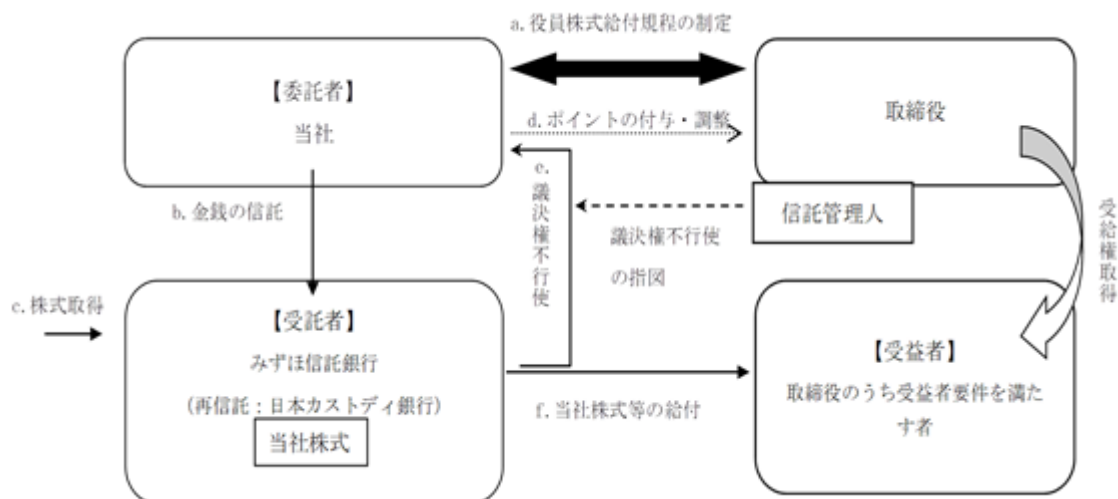 a. 役員株式給付規程の制定
【委託者】
当社
取締役
d. ポイントの付与・調整
e. 議決権不行使
b. 金銭の信託
信託管理人
議決権不行使
の指図
受給権取得
c. 株式取得
【受託者】
みずほ信託銀行
(再信託：日本カストディ銀行)
当社株式
f. 当社株式等の給付
【受益者】
取締役のうち受益者要件を満た
す者